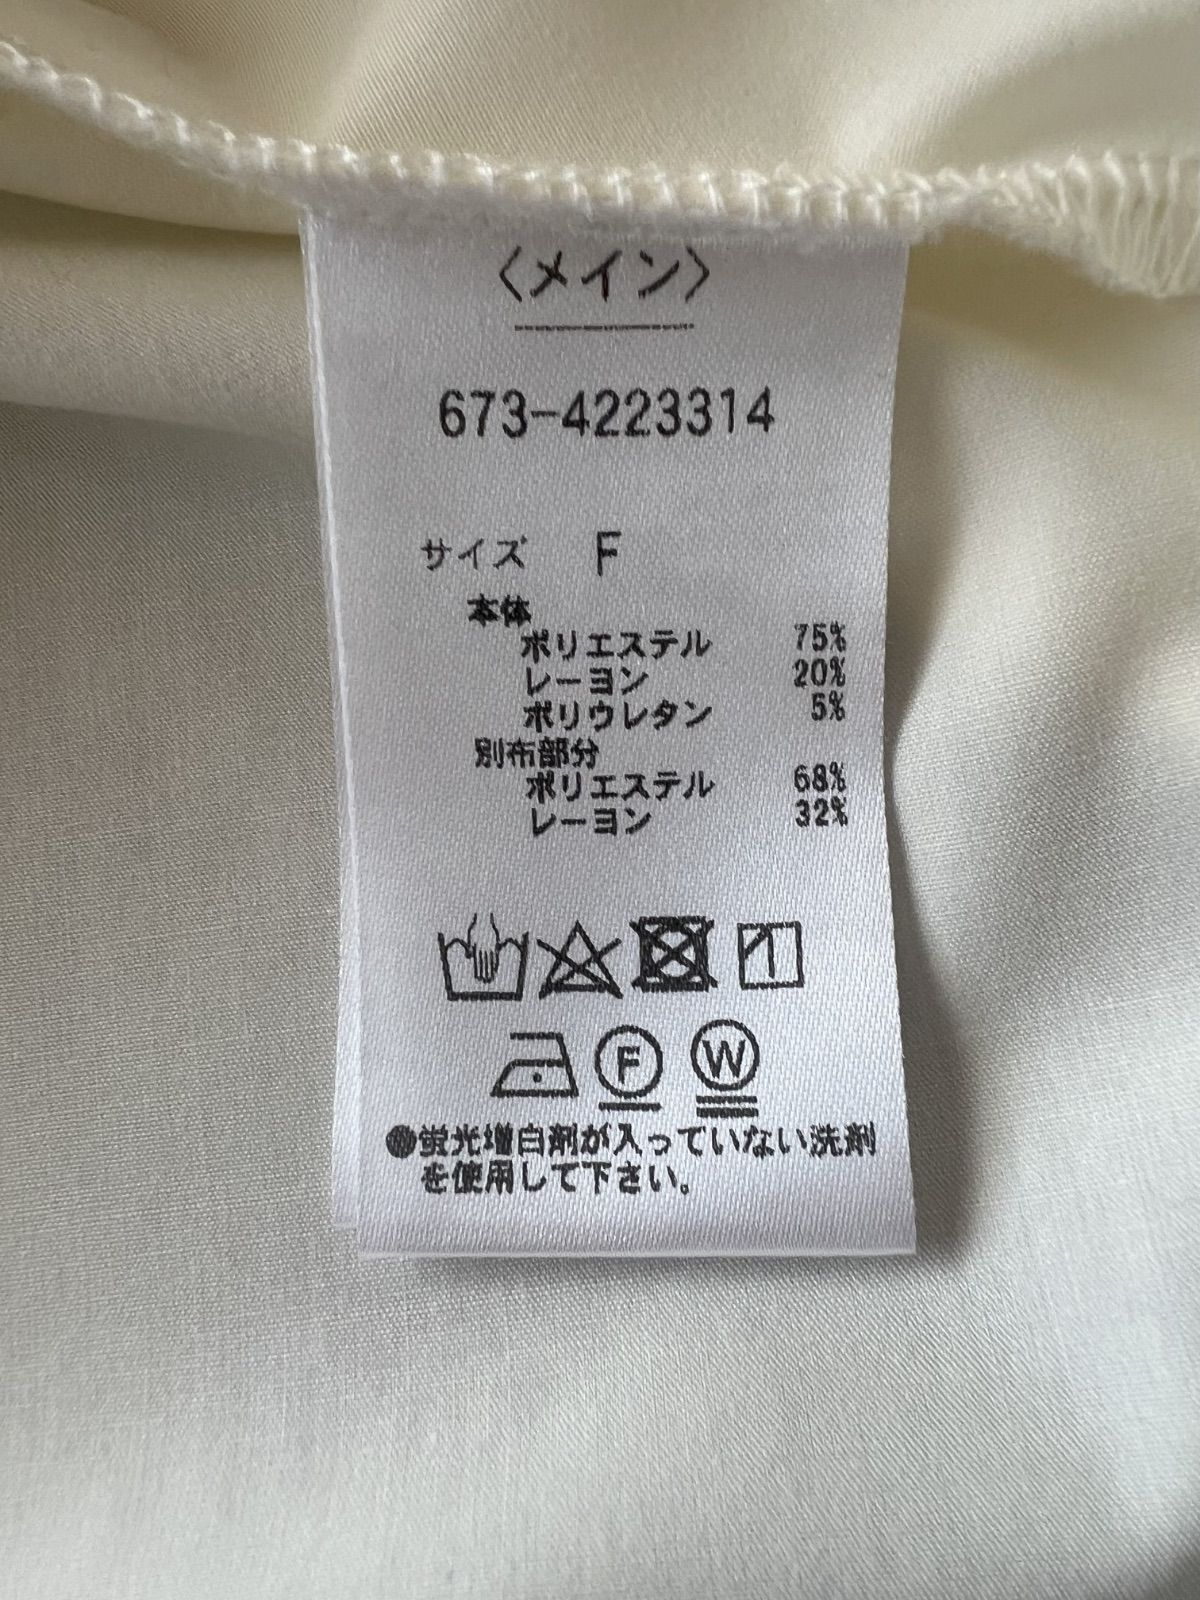 〈メイン〉
673-4223314
サイズ F
本体
ポリエステル 75%
レーヨン 20%
ポリウレタン 5%
別布部分
ポリエステル 68%
レーヨン 32%
F W
●蛍光増白剤が入っていない洗剤
を使用して下さい。